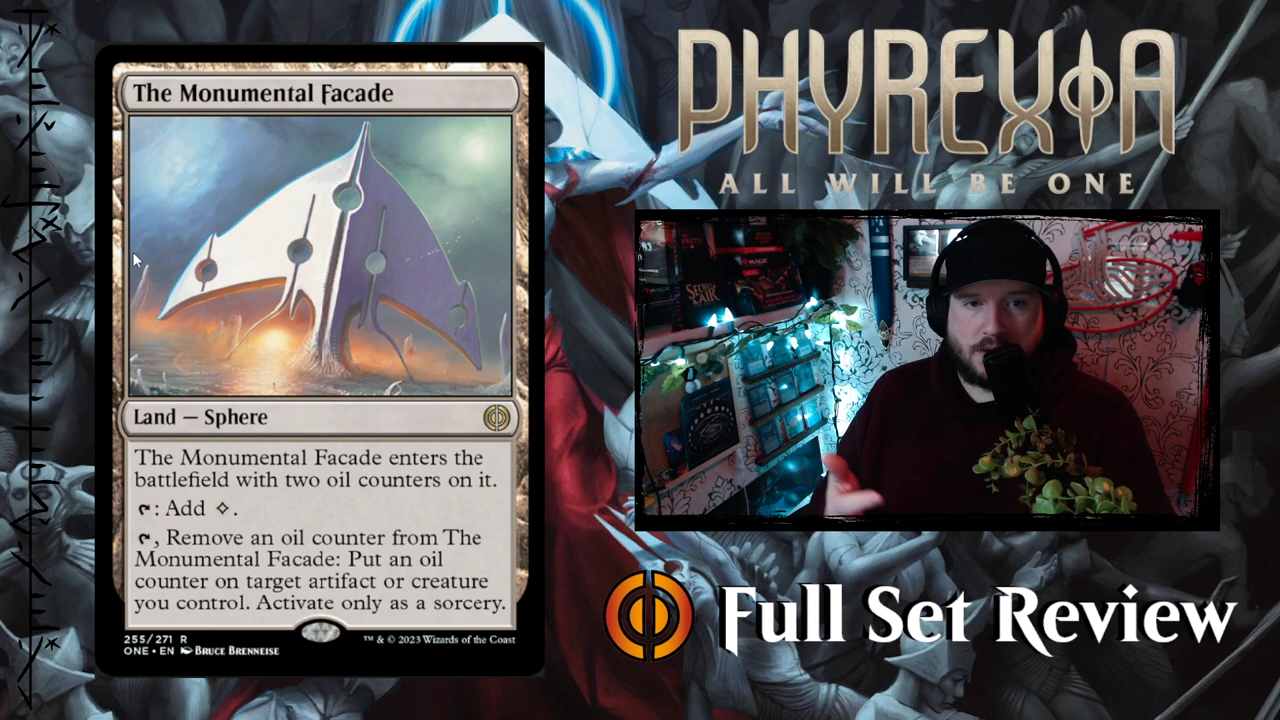 The Monumental Facade
Land — Sphere
The Monumental Facade enters the
battlefield with two oil counters on it.
: Add .
, Remove an oil counter from The
Monumental Facade: Put an oil
counter on target artifact or creature
you control. Activate only as a sorcery.
255/271 R
ONE • EN Bruce Brenneise
™ & © 2023 Wizards of the Coast
PHYREXIA
ALL WILL BE ONE
SECRET
LAIR
Full Set Review